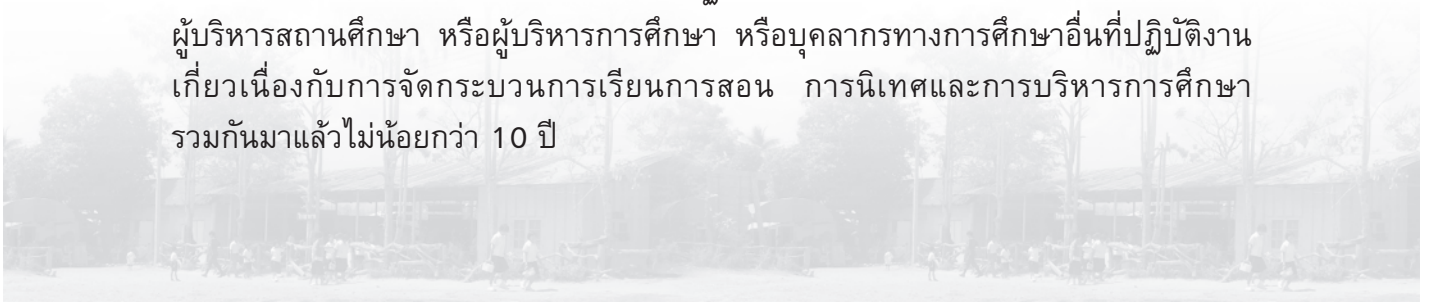 ผู้บริหารสถานศึกษา หรือผู้บริหารการศึกษา หรือบุคลากรทางการศึกษาอื่นที่ปฏิบัติงาน
เกี่ยวเนื่องกับการจัดกระบวนการเรียนการสอน การนิเทศและการบริหารการศึกษา
รวมกันมาแล้วไม่น้อยกว่า 10 ปี